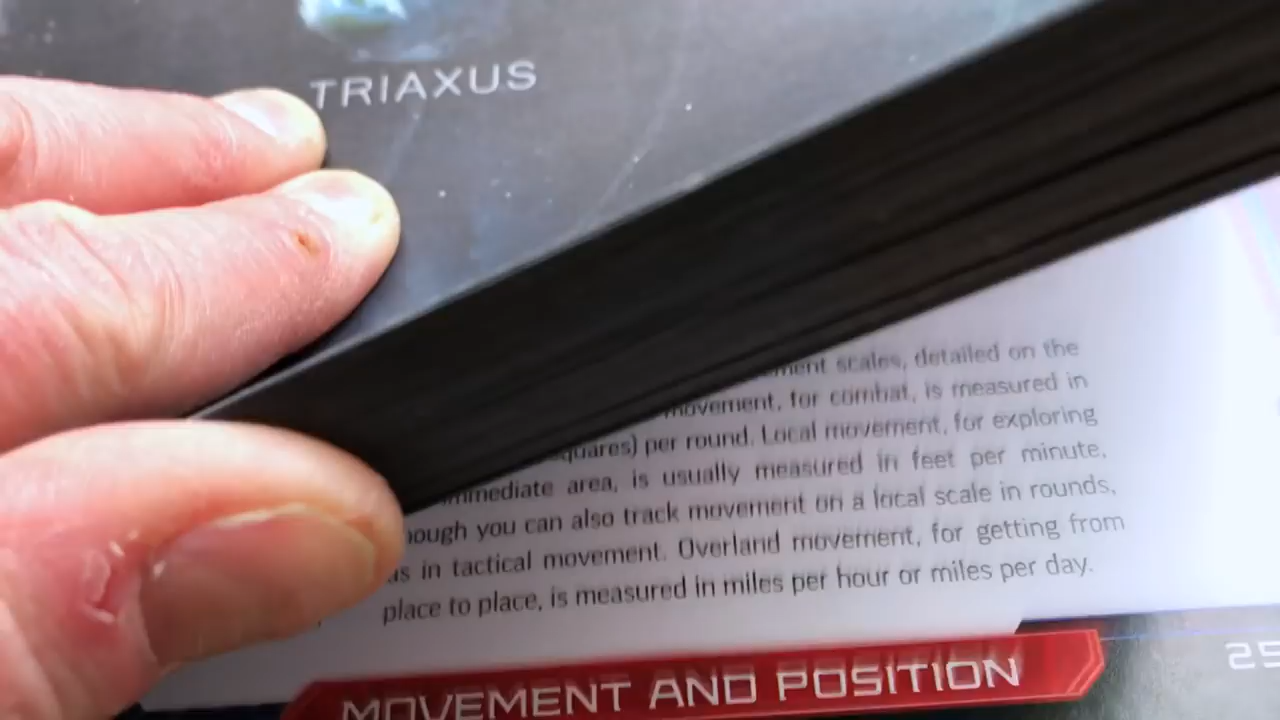 TRIAXUS
ment scales, detailed on the
movement, for combat, is measured in
quares) per round. Local movement, for exploring
mmediate area, is usually measured in feet per minute,
ough you can also track movement on a local scale in rounds,
as in tactical movement. Overland movement, for getting from
place to place, is measured in miles per hour or miles per day.
MOVEMENT AND POSITION
25